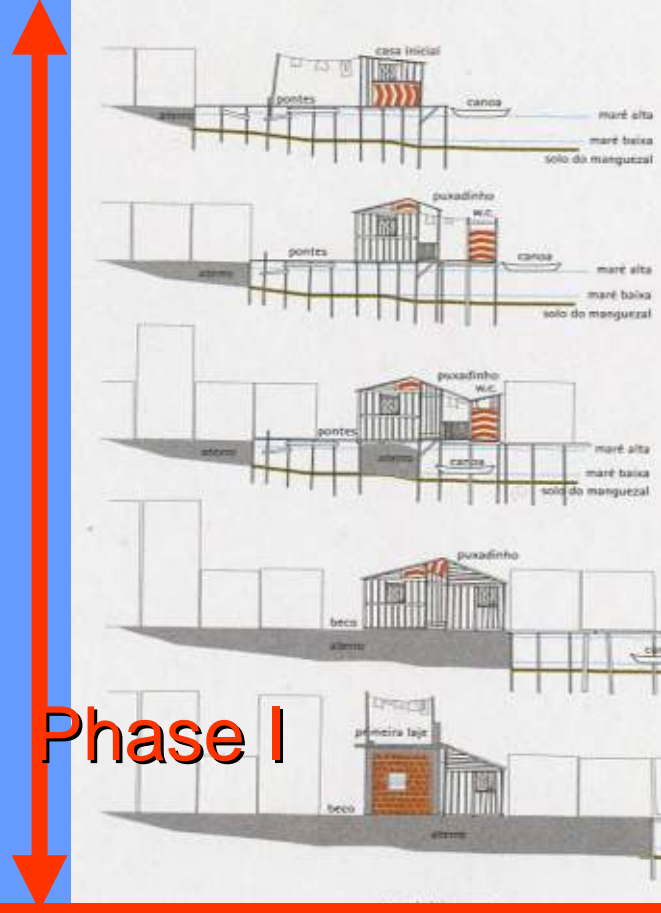 casa inicial
pontes
canoa
aterro
maré alta
maré baixa
solo do manguezal
puxadinho
w.c.
pontes
canoa
aterro
maré alta
maré baixa
solo do manguezal
puxadinho
w.c.
pontes
aterro
aterro
canoa
maré alta
maré baixa
solo do manguezal
puxadinho
beco
aterro
Phase I
primeira laje
beco
aterro